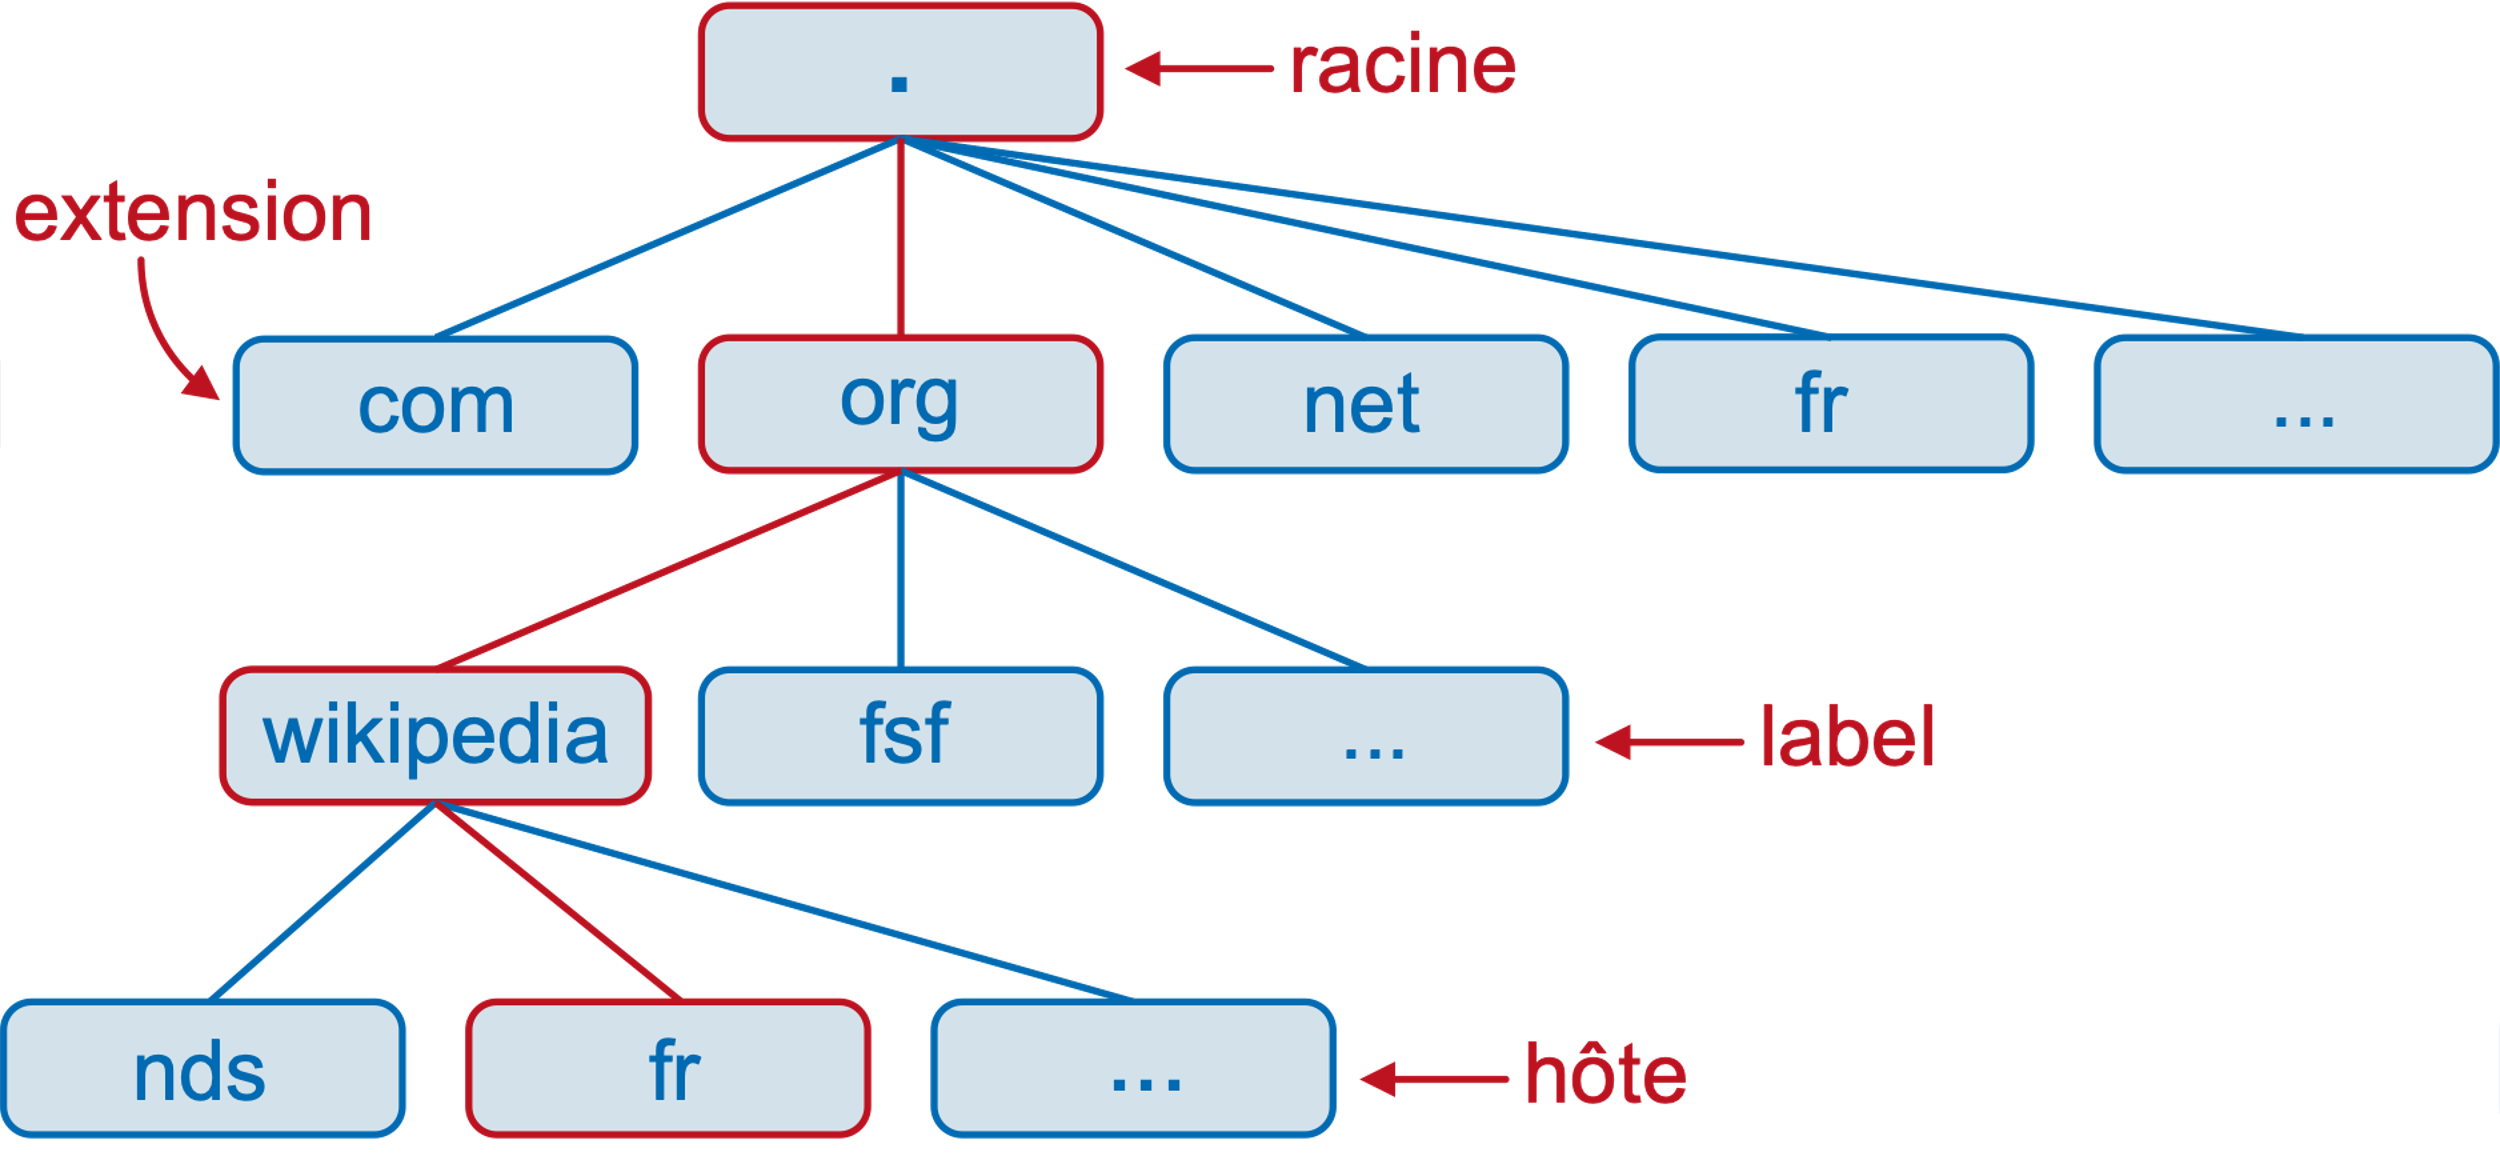 .
racine
extension
com
org
net
fr
...
wikipedia
fsf
...
label
nds
fr
...
hôte